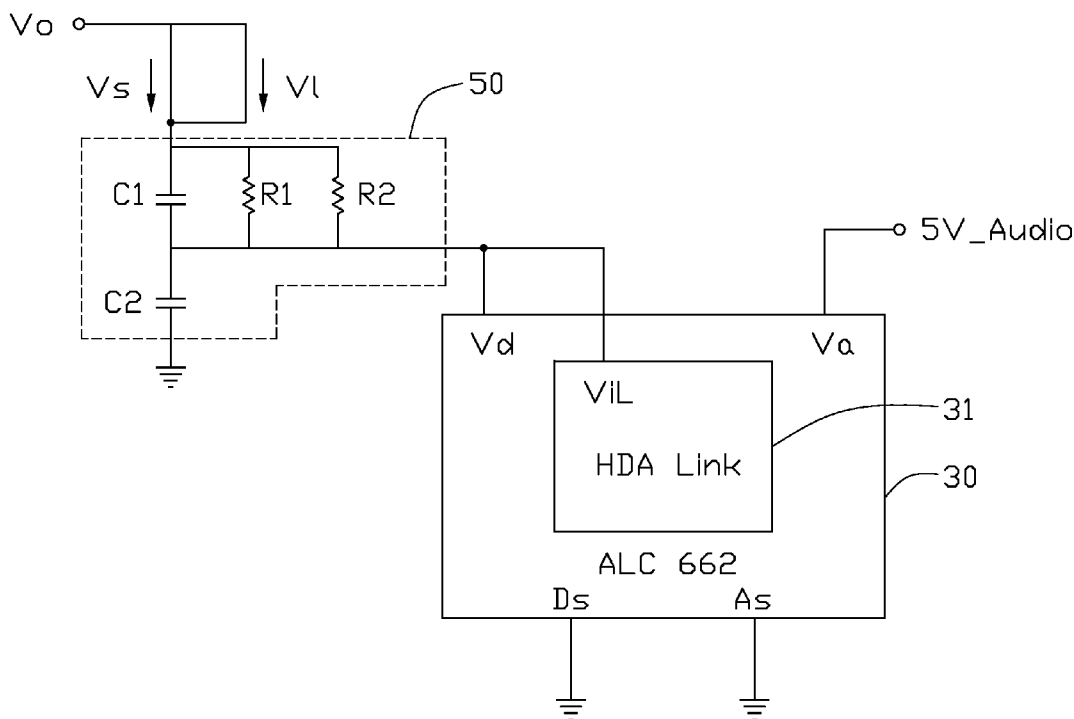 Vo
Vs
Vl
50
C1
R1
R2
5V_Audio
C2
Vd
Va
ViL
31
HDA Link
30
ALC 662
Ds
As